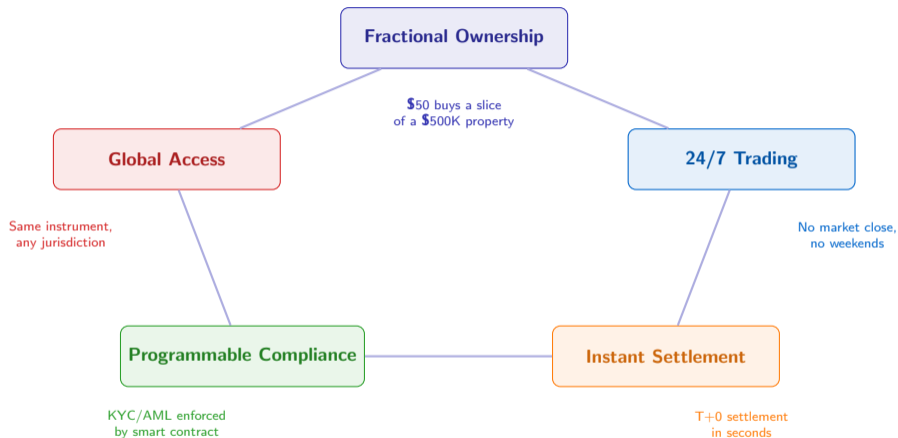 Fractional Ownership
$50 buys a slice
of a $500K property
Global Access
24/7 Trading
Same instrument,
any jurisdiction
No market close,
no weekends
Programmable Compliance
Instant Settlement
KYC/AML enforced
by smart contract
T+0 settlement
in seconds